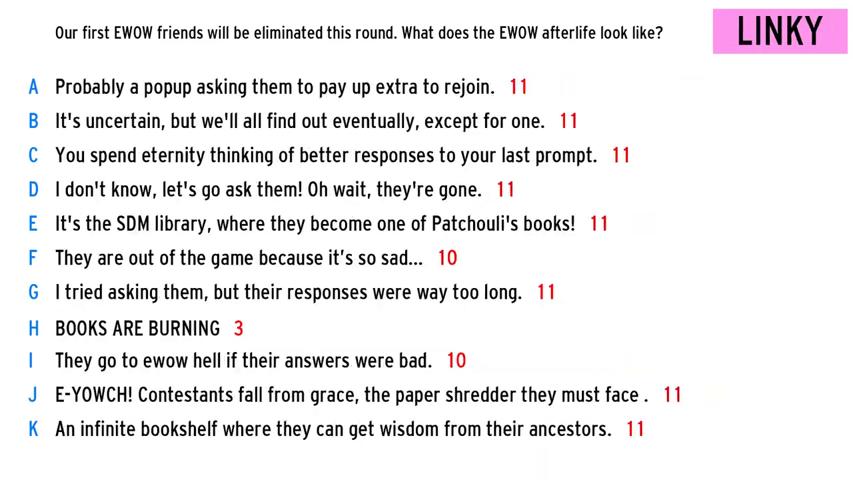 Our first EWOW friends will be eliminated this round. What does the EWOW afterlife look like?
LINKY
A Probably a popup asking them to pay up extra to rejoin. 11
B It's uncertain, but we'll all find out eventually, except for one. 11
C You spend eternity thinking of better responses to your last prompt. 11
D I don't know, let's go ask them! Oh wait, they're gone. 11
E It's the SDM library, where they become one of Patchouli's books! 11
F They are out of the game because it’s so sad... 10
G I tried asking them, but their responses were way too long. 11
H BOOKS ARE BURNING 3
I They go to ewow hell if their answers were bad. 10
J E-YOWCH! Contestants fall from grace, the paper shredder they must face . 11
K An infinite bookshelf where they can get wisdom from their ancestors. 11